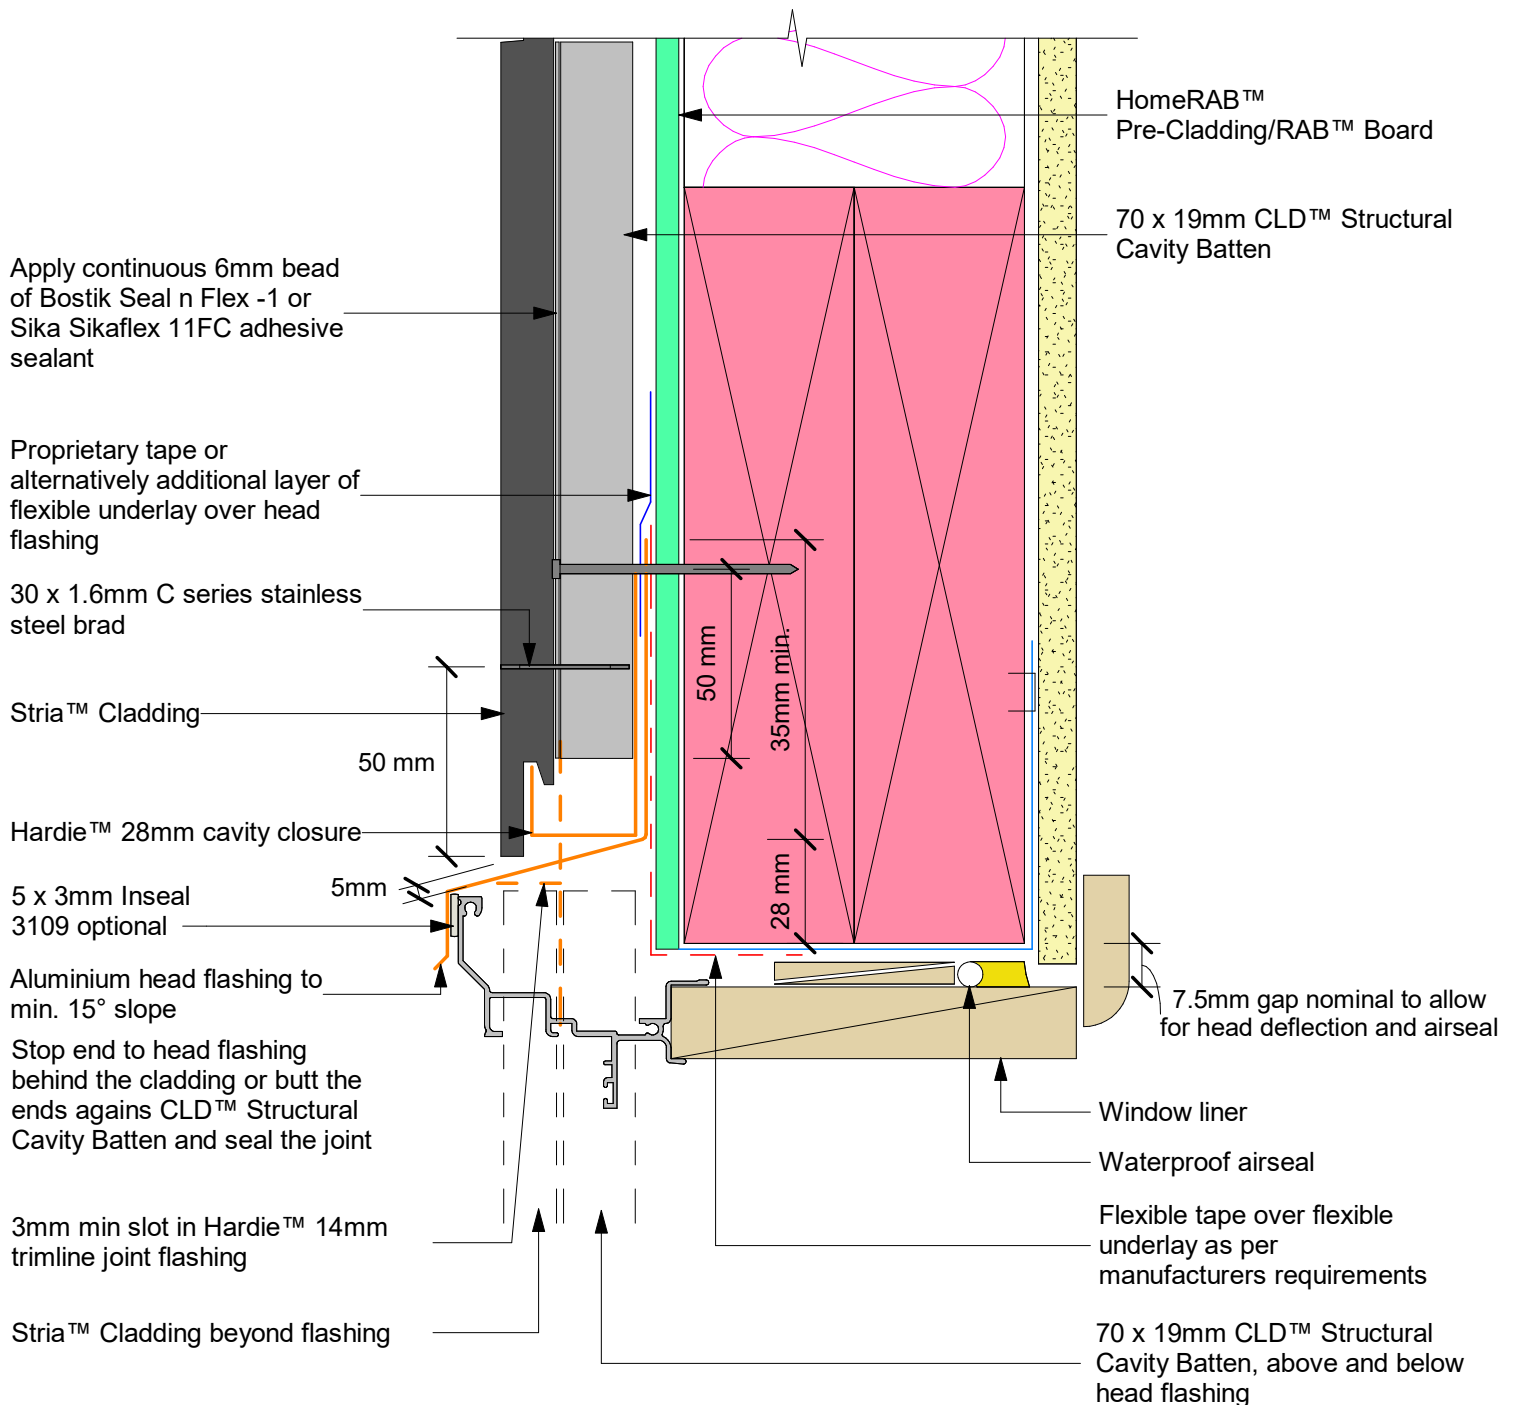 HomeRAB™
Pre-Cladding/RAB™ Board
70 x 19mm CLD™ Structural
Cavity Batten
Apply continuous 6mm bead
of Bostik Seal n Flex -1 or
Sika Sikaflex 11FC adhesive
sealant
Proprietary tape or
alternatively additional layer of
flexible underlay over head
flashing
30 x 1.6mm C series stainless
steel brad
Stria™ Cladding
50 mm
50 mm
35mm min.
28 mm
Hardie™ 28mm cavity closure
5mm
5 x 3mm Inseal
3109 optional
Aluminium head flashing to
min. 15° slope
Stop end to head flashing
behind the cladding or butt the
ends agains CLD™ Structural
Cavity Batten and seal the joint
3mm min slot in Hardie™ 14mm
trimline joint flashing
Stria™ Cladding beyond flashing
7.5mm gap nominal to allow
for head deflection and airseal
Window liner
Waterproof airseal
Flexible tape over flexible
underlay as per
manufacturers requirements
70 x 19mm CLD™ Structural
Cavity Batten, above and below
head flashing